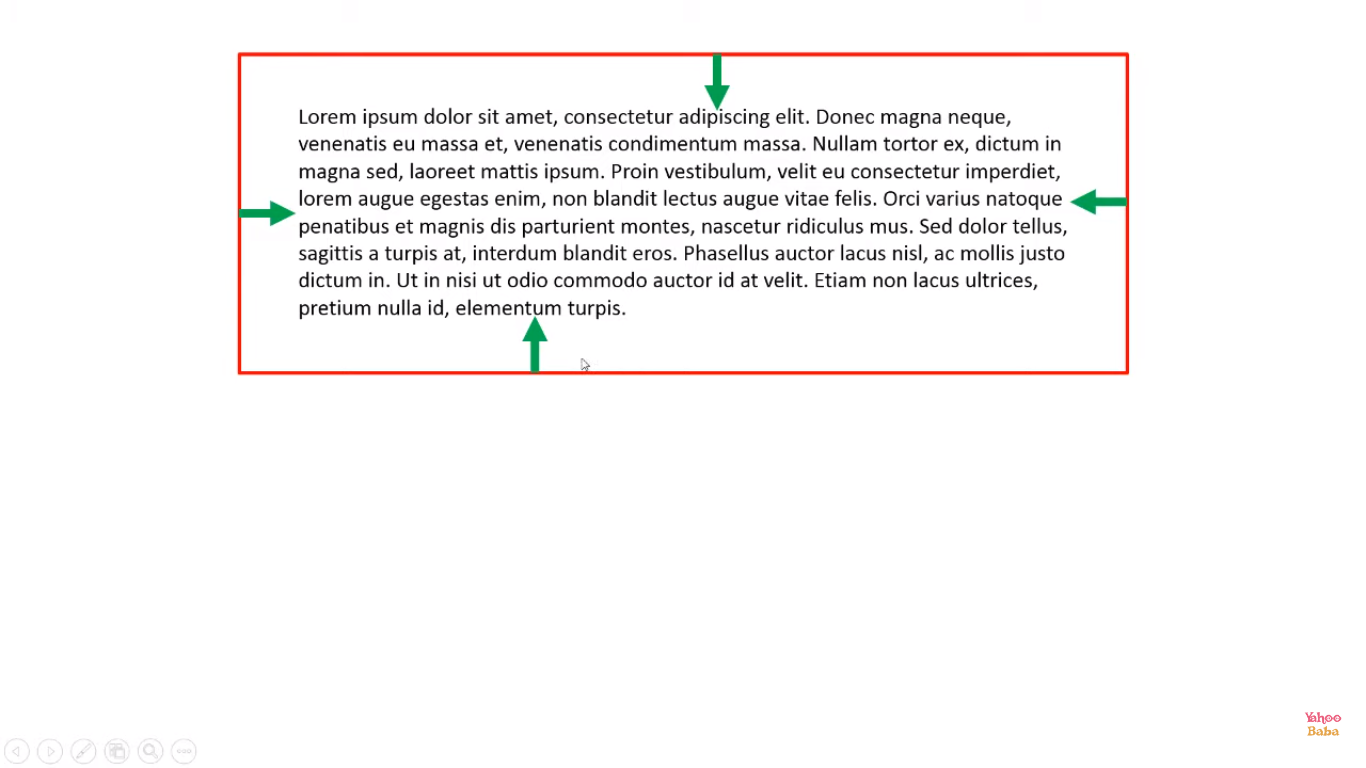 Lorem ipsum dolor sit amet, consectetur adipiscing elit. Donec magna neque,
venenatis eu massa et, venenatis condimentum massa. Nullam tortor ex, dictum in
magna sed, laoreet mattis ipsum. Proin vestibulum, velit eu consectetur imperdiet,
lorem augue egestas enim, non blandit lectus augue vitae felis. Orci varius natoque
penatibus et magnis dis parturient montes, nascetur ridiculus mus. Sed dolor tellus,
sagittis a turpis at, interdum blandit eros. Phasellus auctor lacus nisl, ac mollis justo
dictum in. Ut in nisi ut odio commodo auctor id at velit. Etiam non lacus ultrices,
pretium nulla id, elementum turpis.
Yahoo
Baba